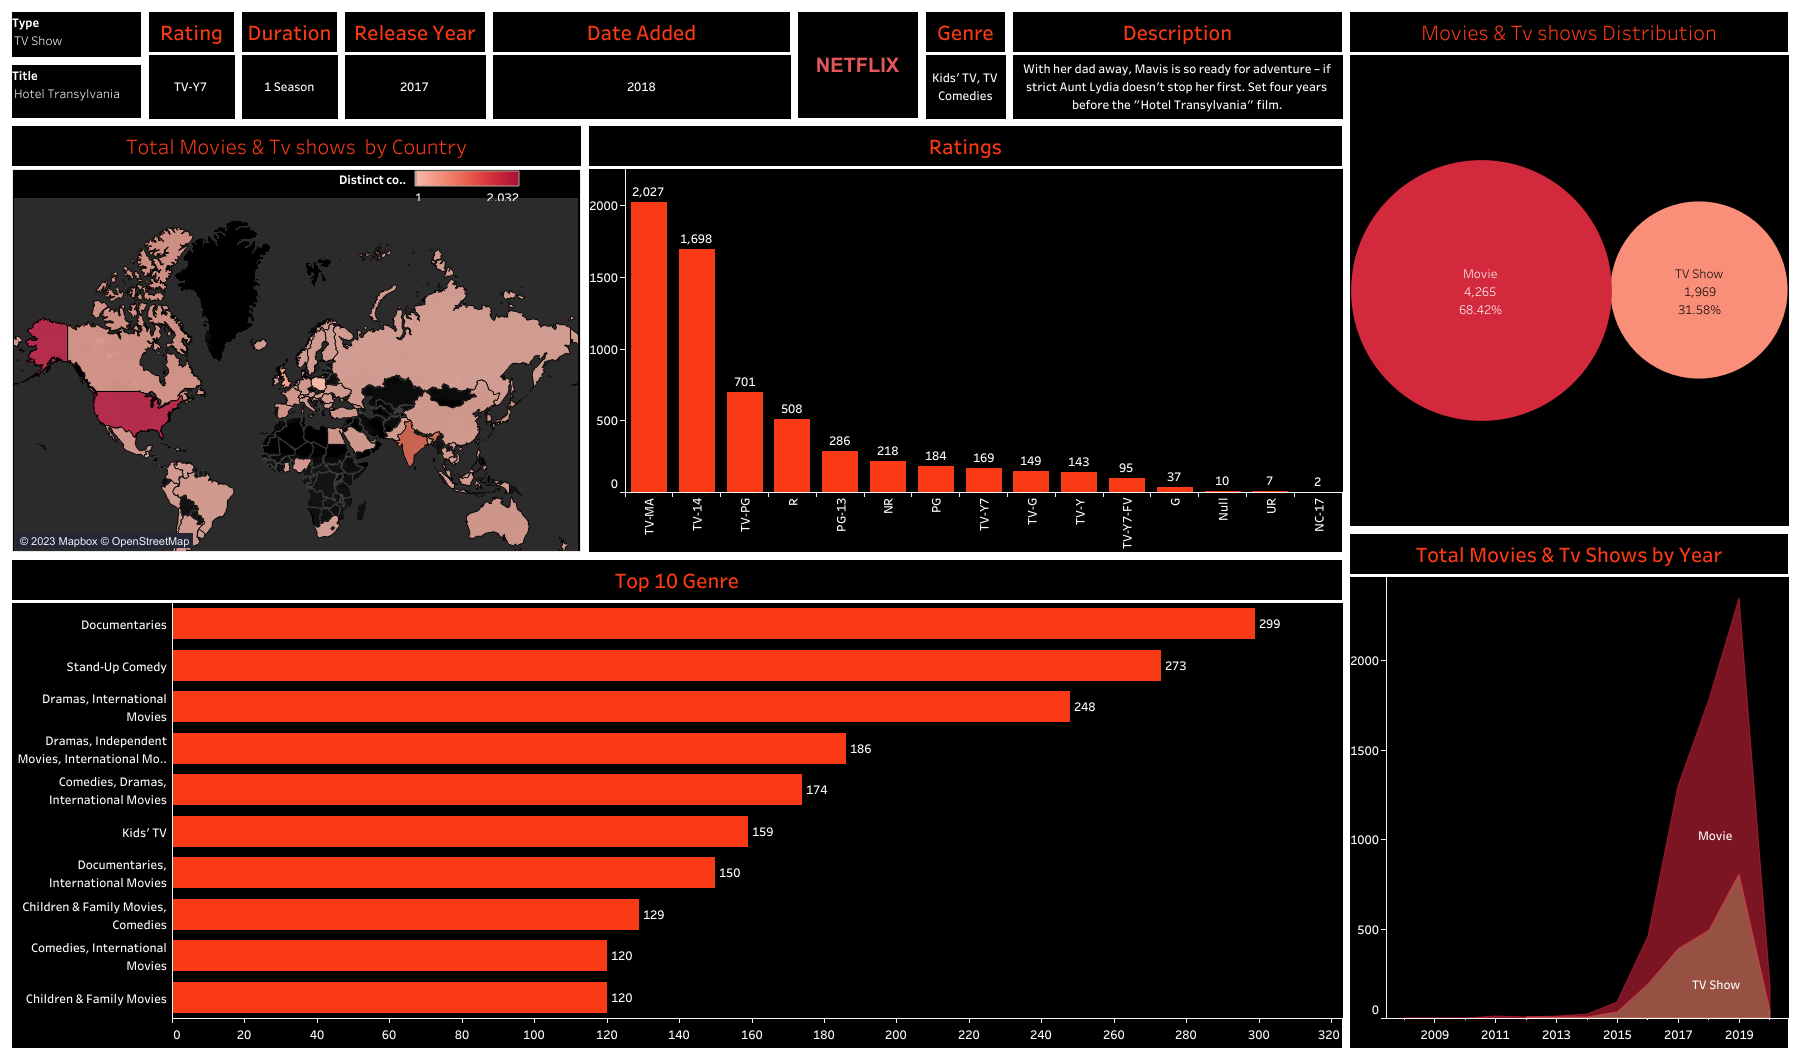 Type
TV Show
Title
Hotel Transylvania
Rating
TV-Y7
Duration
1 Season
Release Year
2017
Date Added
2018
NETFLIX
Genre
Kids' TV, TV
Comedies
Description
With her dad away, Mavis is so ready for adventure – if
strict Aunt Lydia doesn't stop her first. Set four years
before the "Hotel Transylvania" film.
Movies & Tv shows Distribution
Movie
4,265
68.42%
TV Show
1,969
31.58%
Total Movies & Tv shows by Country
Distinct co..
1 2,032
© 2023 Mapbox © OpenStreetMap
Ratings
2000
1500
1000
500
0
2,027
1,698
701
508
286
218
184
169
149
143
95
37
10
7
2
TV-MA
TV-14
TV-PG
R
PG-13
NR
PG
TV-Y7
TV-G
TV-Y
TV-Y7-FV
G
Null
UR
NC-17
Top 10 Genre
Documentaries
299
Stand-Up Comedy
273
Dramas, International
Movies
248
Dramas, Independent
Movies, International Mo..
186
Comedies, Dramas,
International Movies
174
Kids' TV
159
Documentaries,
International Movies
150
Children & Family Movies,
Comedies
129
Comedies, International
Movies
120
Children & Family Movies
120
0 20 40 60 80 100 120 140 160 180 200 220 240 260 280 300 320
Total Movies & Tv Shows by Year
2000
1500
1000
500
0
Movie
TV Show
2009 2011 2013 2015 2017 2019